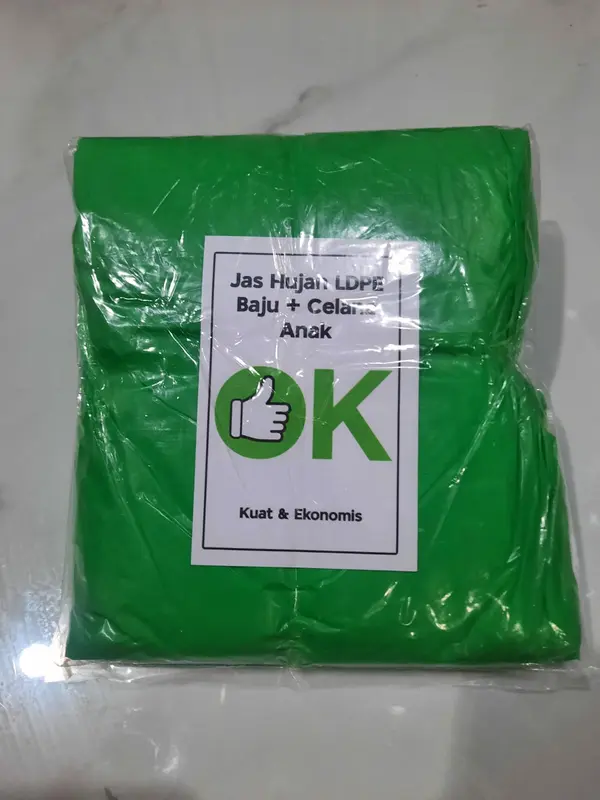 Jas Hujan LDPE
Baju + Celana
Anak
OK
Kuat & Ekonomis